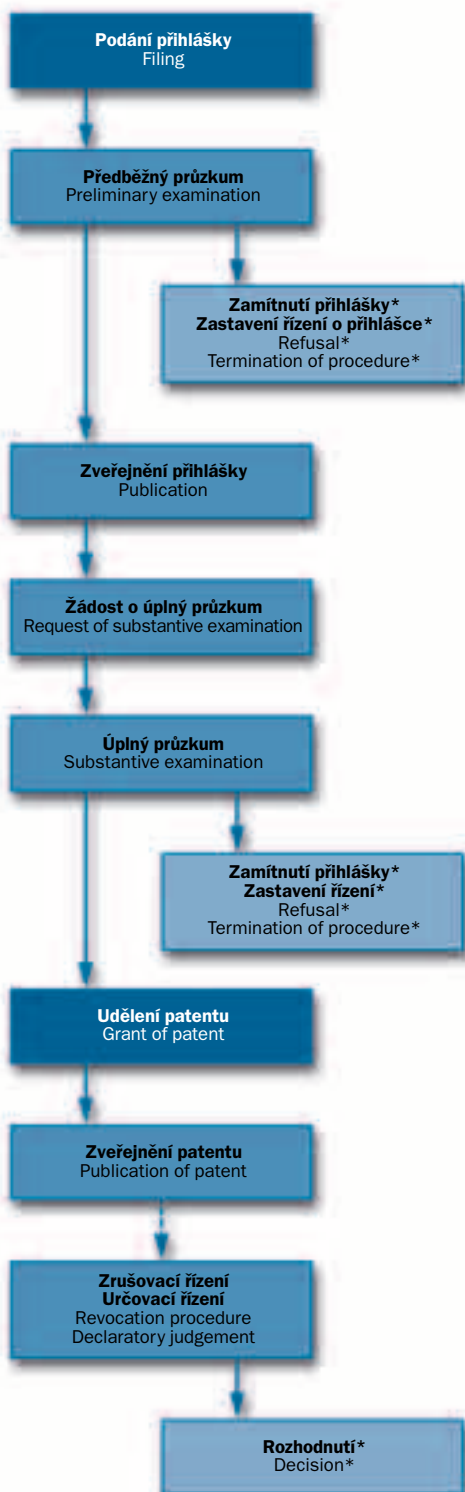 Podání přihlášky
Filing
Předběžný průzkum
Preliminary examination
Zamítnutí přihlášky*
Zastavení řízení o přihlášce*
Refusal*
Termination of procedure*
Zveřejnění přihlášky
Publication
Žádost o úplný průzkum
Request of substantive examination
Úplný průzkum
Substantive examination
Zamítnutí přihlášky*
Zastavení řízení*
Refusal*
Termination of procedure*
Udělení patentu
Grant of patent
Zveřejnění patentu
Publication of patent
Zrušovací řízení
Určovací řízení
Revocation procedure
Declaratory judgement
Rozhodnutí*
Decision*